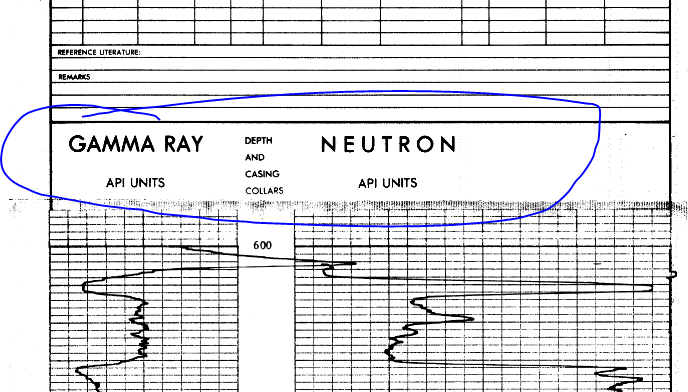 REFERENCE LITERATURE:
REMARKS
GAMMA RAY
API UNITS
DEPTH
AND
CASING
COLLARS
NEUTRON
API UNITS
600